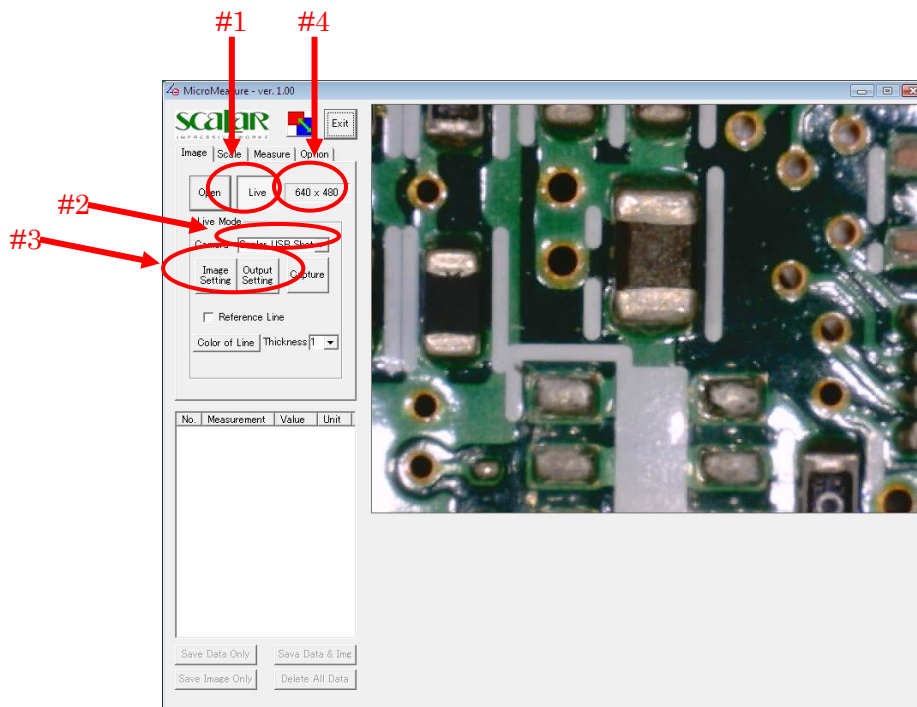 #1 #4
MicroMeasure - ver. 1.00
scalar
IMPRESSIVE WORKS
Exit
Image Scale Measure Option
#2
Open Live 640 × 480
Live Mode
#3
Camera Scalar USB Shot
Image Setting Output Setting Capture
Reference Line
Color of Line Thickness 1
No. Measurement Value Unit
Save Data Only Sava Data & Img
Save Image Only Delete All Data